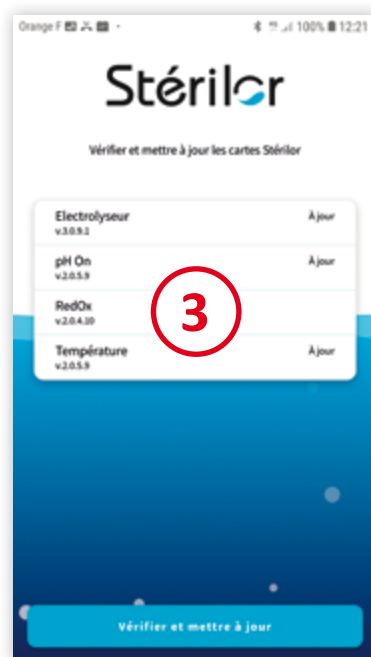 Orange F
100% 12:21
Stérilor
Vérifier et mettre à jour les cartes Stérilor
Electrolyseur À jour
v.3.0.9.1
pH On À jour
v.2.0.5.9
RedOx
v.2.0.4.10
3
Température À jour
v.2.0.5.9
Vérifier et mettre à jour